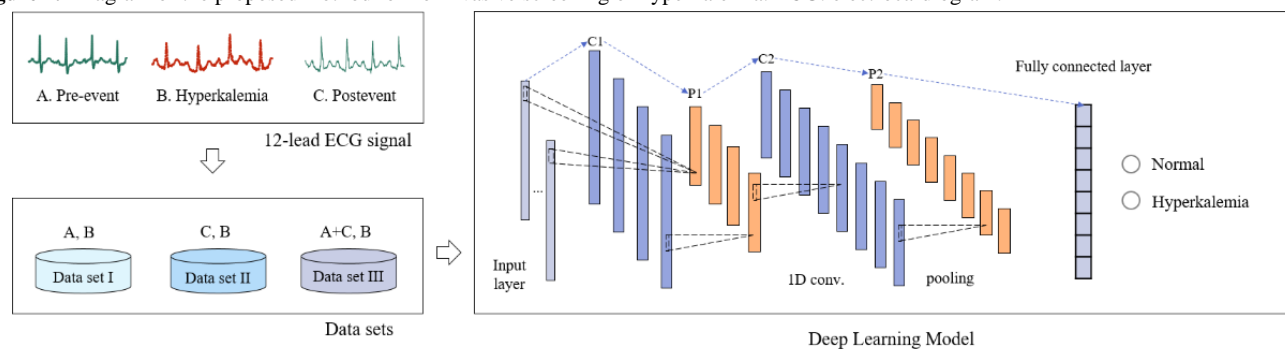 A. Pre-event
B. Hyperkalemia
C. Postevent
12-lead ECG signal
A, B
C, B
A+C, B
Data set I
Data set II
Data set III
Data sets
C1
P1
C2
P2
Fully connected layer
...
Input
layer
1D conv.
pooling
Normal
Hyperkalemia
Deep Learning Model